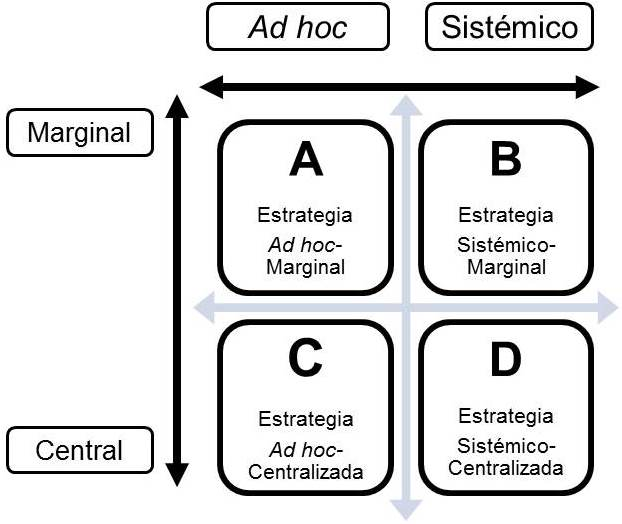 Ad hoc
Sistémico
Marginal
A
Estrategia
Ad hoc-
Marginal
B
Estrategia
Sistémico-
Marginal
C
Estrategia
Ad hoc-
Centralizada
D
Estrategia
Sistémico-
Centralizada
Central